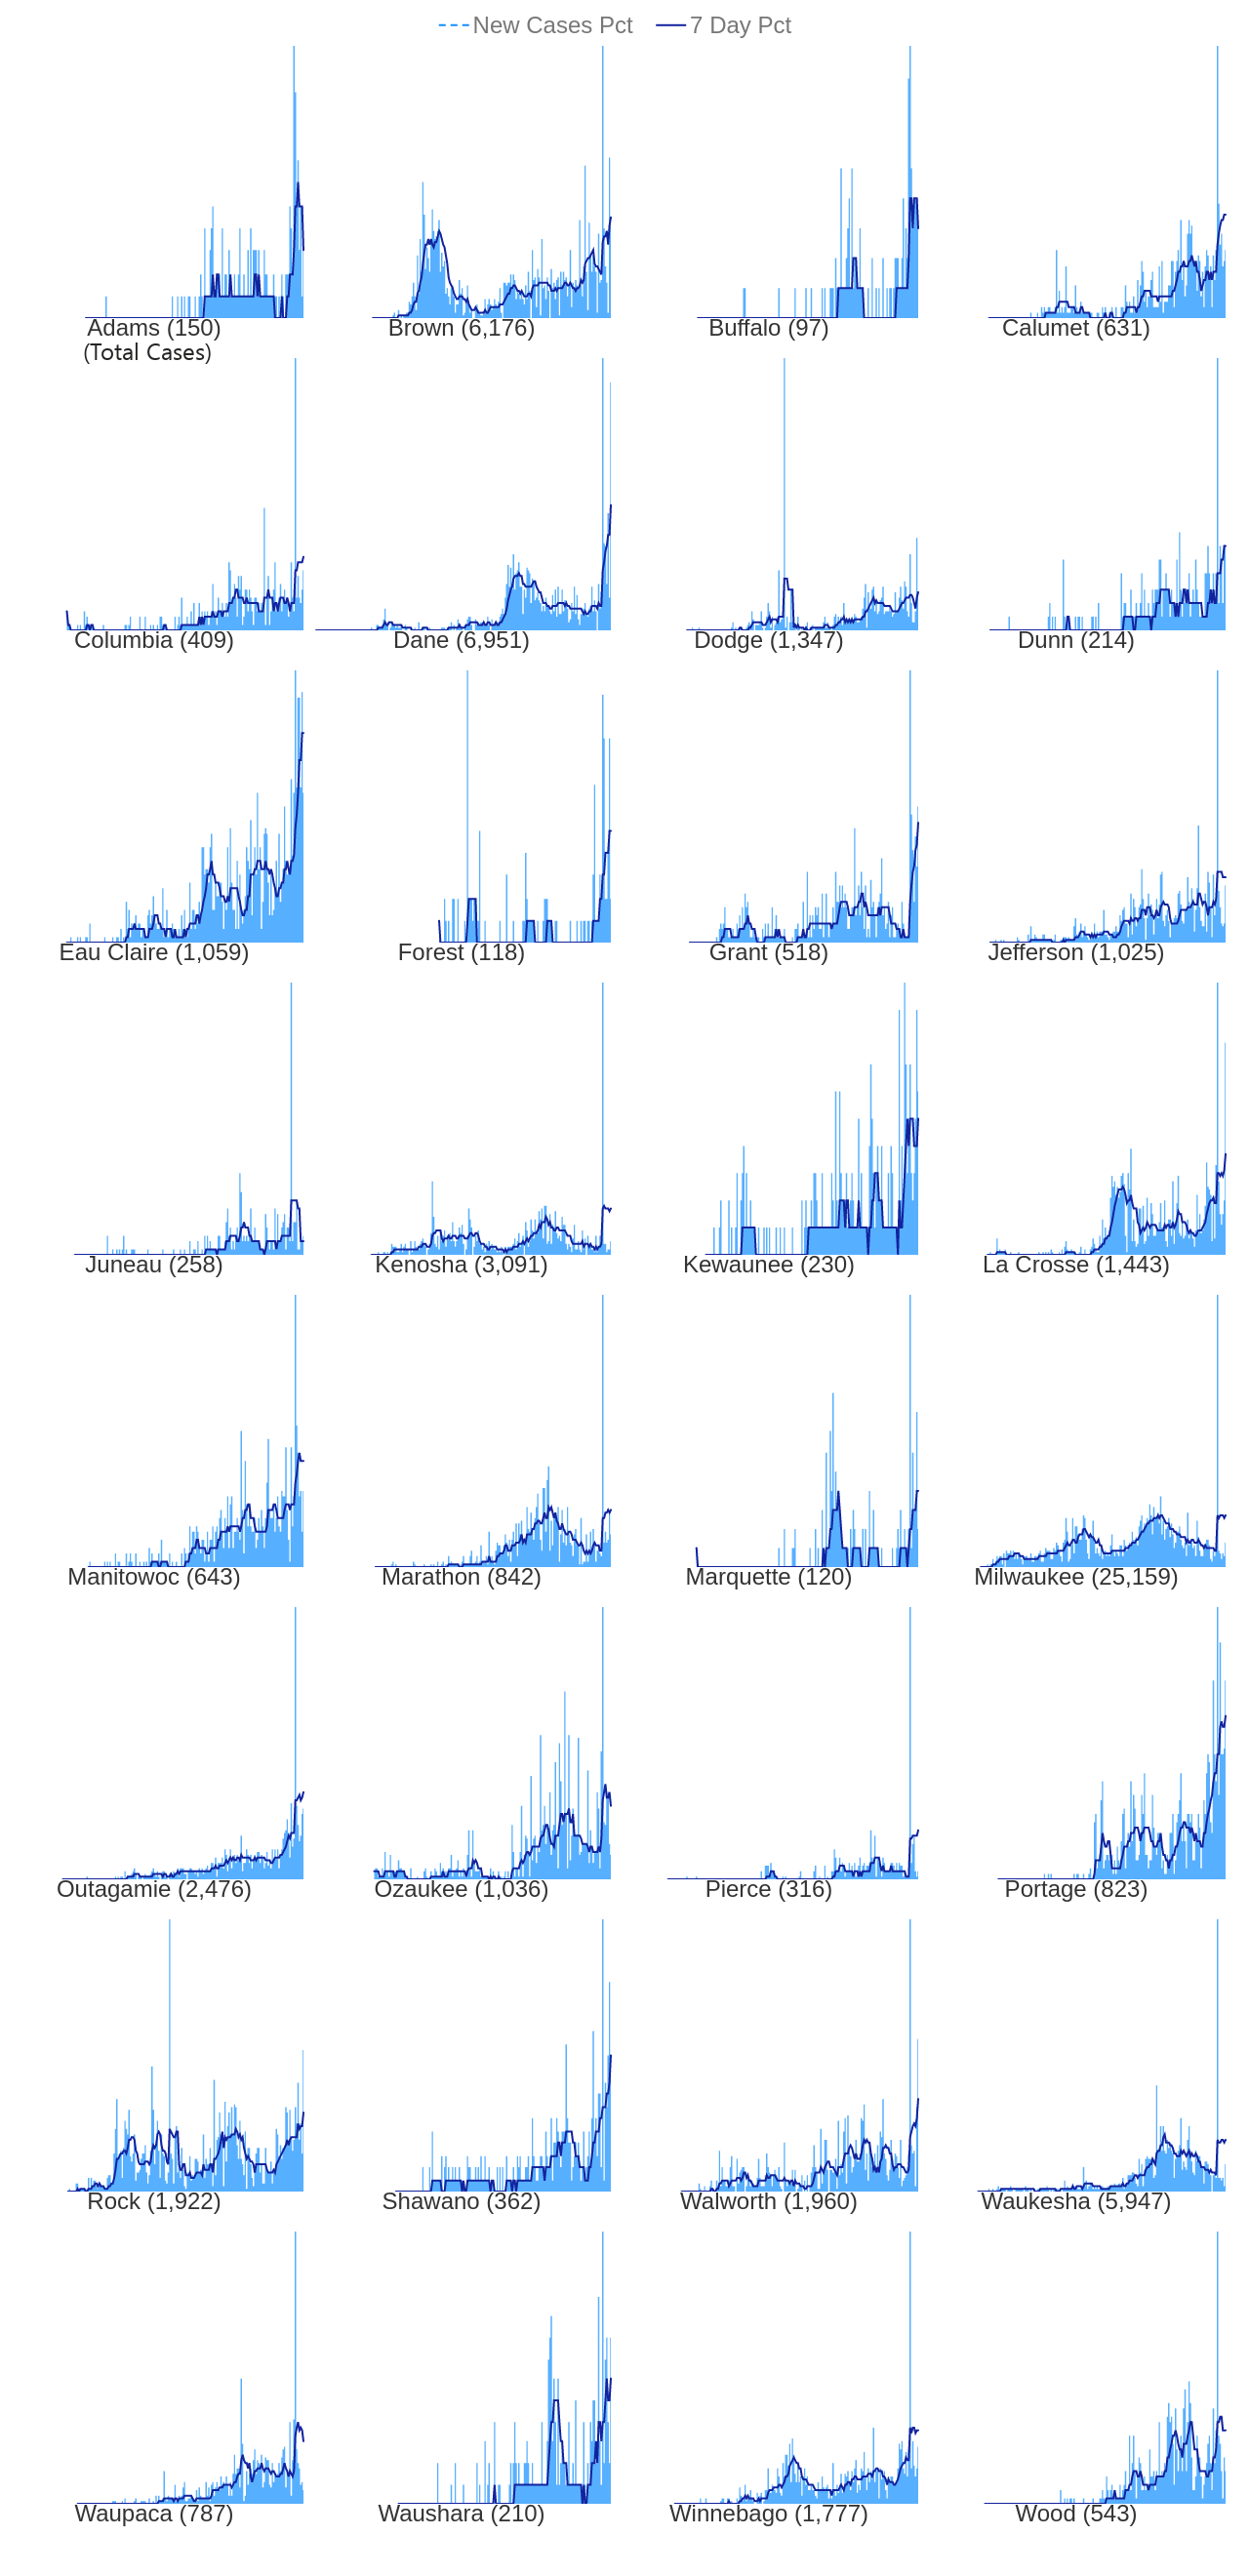 New Cases Pct 7 Day Pct
Adams (150) Brown (6,176) Buffalo (97) Calumet (631)
(Total Cases)
Columbia (409) Dane (6,951) Dodge (1,347) Dunn (214)
Eau Claire (1,059) Forest (118) Grant (518) Jefferson (1,025)
Juneau (258) Kenosha (3,091) Kewaunee (230) La Crosse (1,443)
Manitowoc (643) Marathon (842) Marquette (120) Milwaukee (25,159)
Outagamie (2,476) Ozaukee (1,036) Pierce (316) Portage (823)
Rock (1,922) Shawano (362) Walworth (1,960) Waukesha (5,947)
Waupaca (787) Waushara (210) Winnebago (1,777) Wood (543)